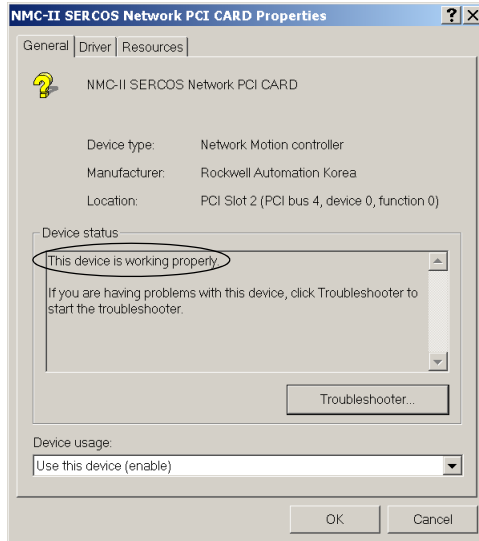 NMC-II SERCOS Network PCI CARD Properties
General Driver Resources
NMC-II SERCOS Network PCI CARD
Device type: Network Motion controller
Manufacturer: Rockwell Automation Korea
Location: PCI Slot 2 (PCI bus 4, device 0, function 0)
Device status
This device is working properly.
If you are having problems with this device, click Troubleshooter to
start the troubleshooter.
Troubleshooter...
Device usage:
Use this device (enable)
OK Cancel